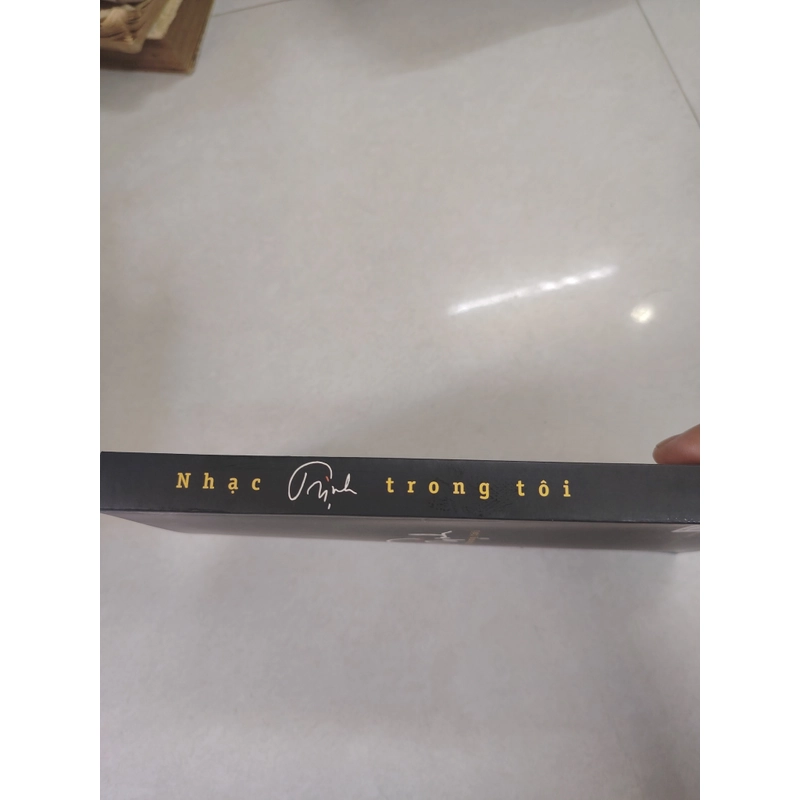 Nhạc Trịnh trong tôi